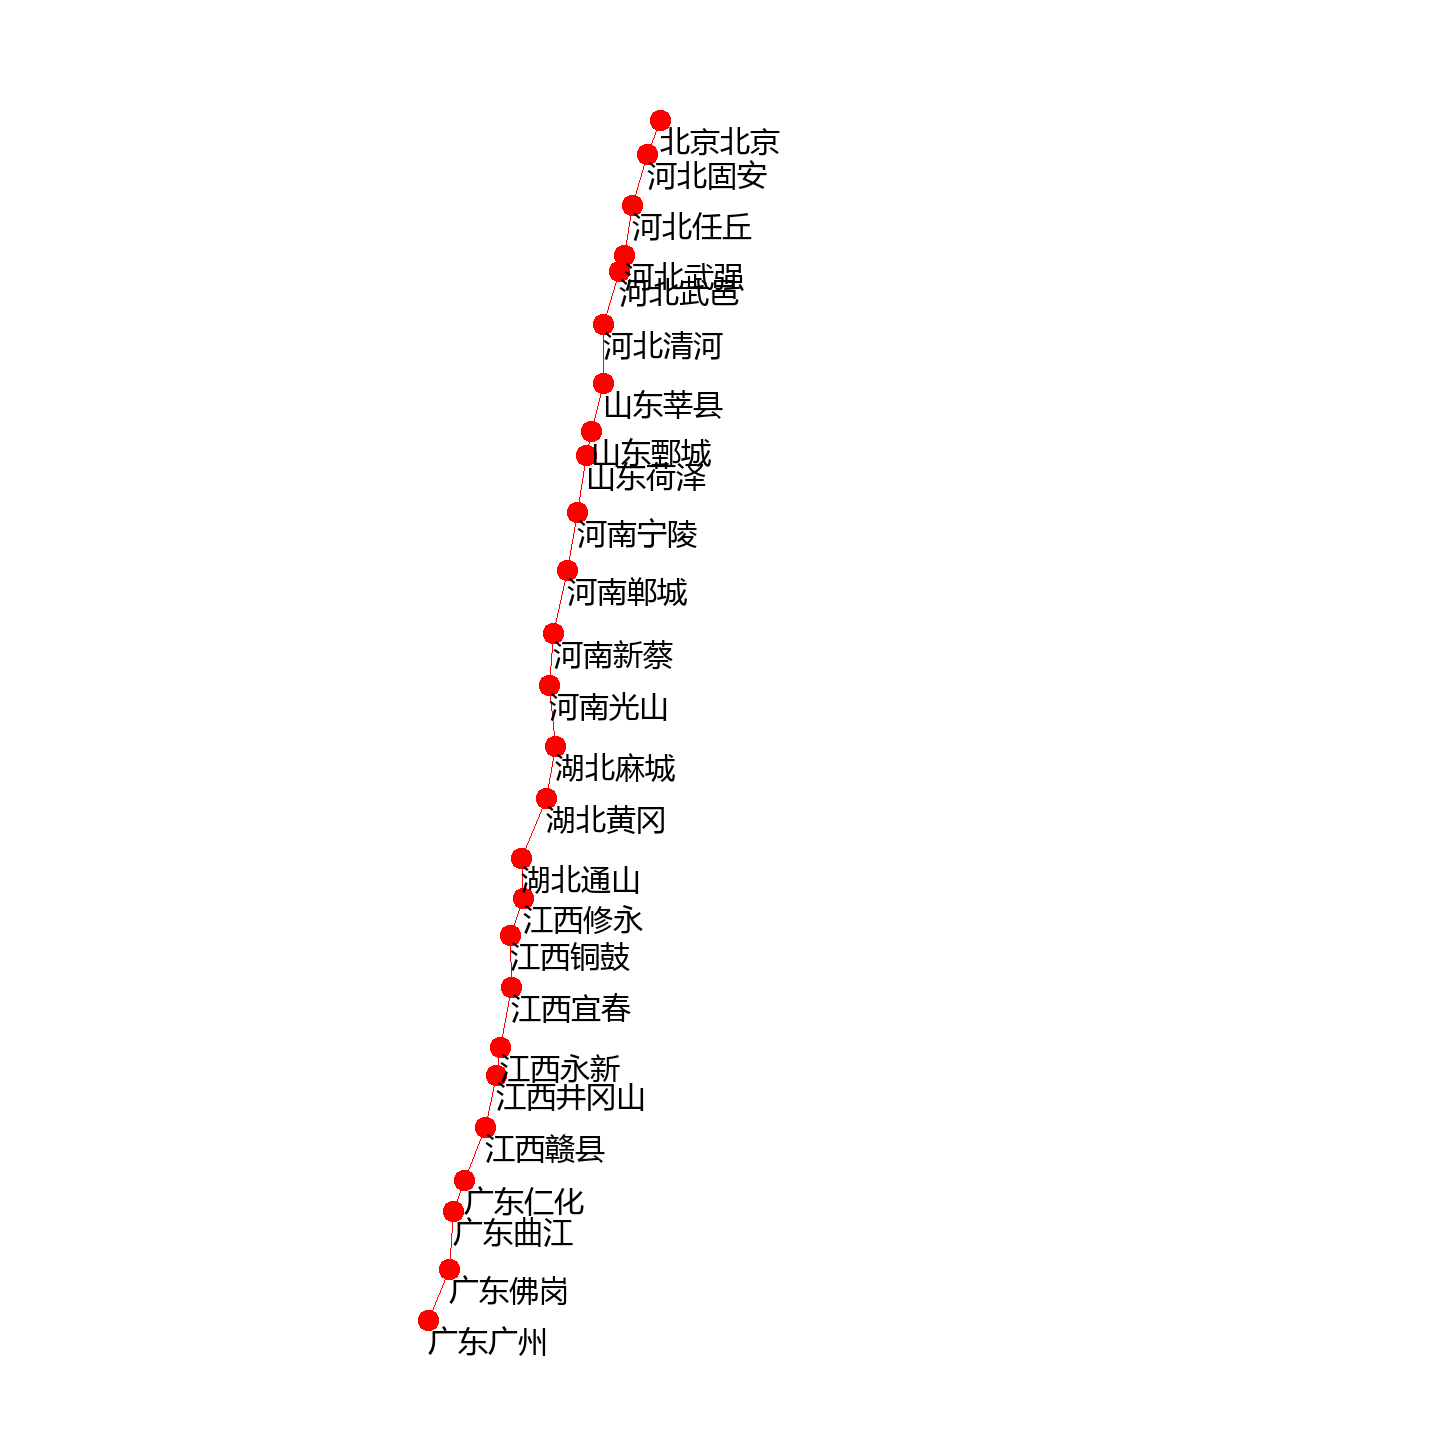 北京北京
河北固安
河北任丘
河北武强
河北武邑
河北清河
山东莘县
山东鄄城
山东荷泽
河南宁陵
河南郸城
河南新蔡
河南光山
湖北麻城
湖北黄冈
湖北通山
江西修永
江西铜鼓
江西宜春
江西永新
江西井冈山
江西赣县
广东仁化
广东曲江
广东佛岗
广东广州